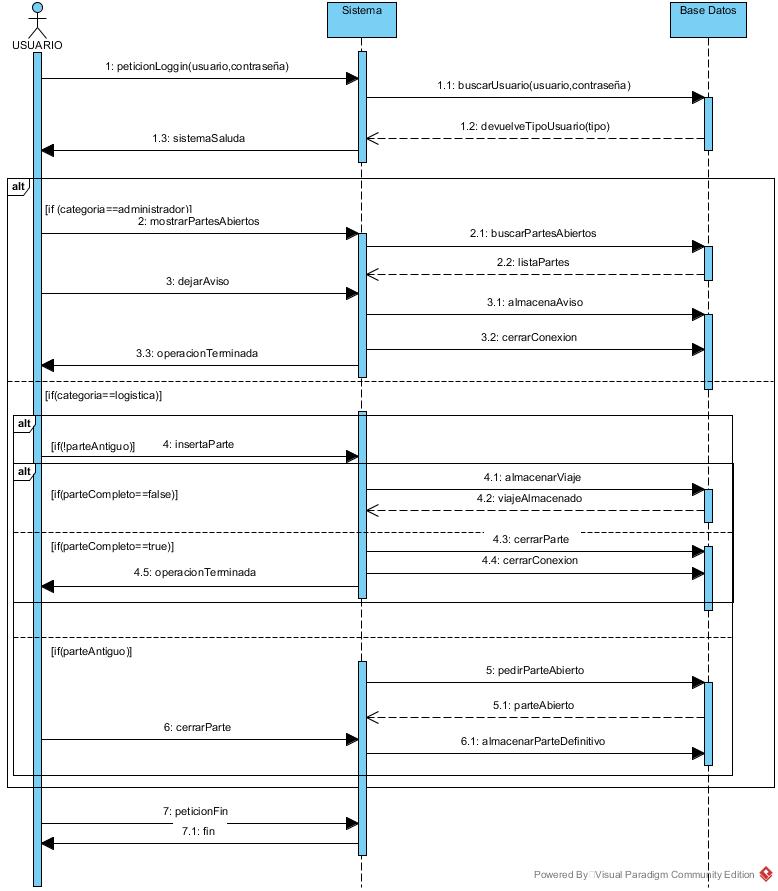 Sistema
Base Datos
USUARIO
1: peticionLoggin(usuario,contraseña)
1.1: buscarUsuario(usuario,contraseña)
1.2: devuelveTipoUsuario(tipo)
1.3: sistemaSaluda
alt
[if (categoria==administrador)]
2: mostrarPartesAbiertos
2.1: buscarPartesAbiertos
2.2: listaPartes
3: dejarAviso
3.1: almacenaAviso
3.2: cerrarConexion
3.3: operacionTerminada
[if(categoria==logistica)]
alt
[if(!parteAntiguo)]
4: insertaParte
alt
4.1: almacenarViaje
[if(parteCompleto==false)]
4.2: viajeAlmacenado
4.3: cerrarParte
[if(parteCompleto==true)]
4.4: cerrarConexion
4.5: operacionTerminada
[if(parteAntiguo)]
5: pedirParteAbierto
5.1: parteAbierto
6: cerrarParte
6.1: almacenarParteDefinitivo
7: peticionFin
7.1: fin
Powered By Visual Paradigm Community Edition